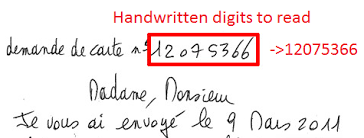 Handwritten digits to read
demande de carte n° 12075366 ->12075366
Madame, Monsieur
Je vous ai envoyé le 9 Mars 2011